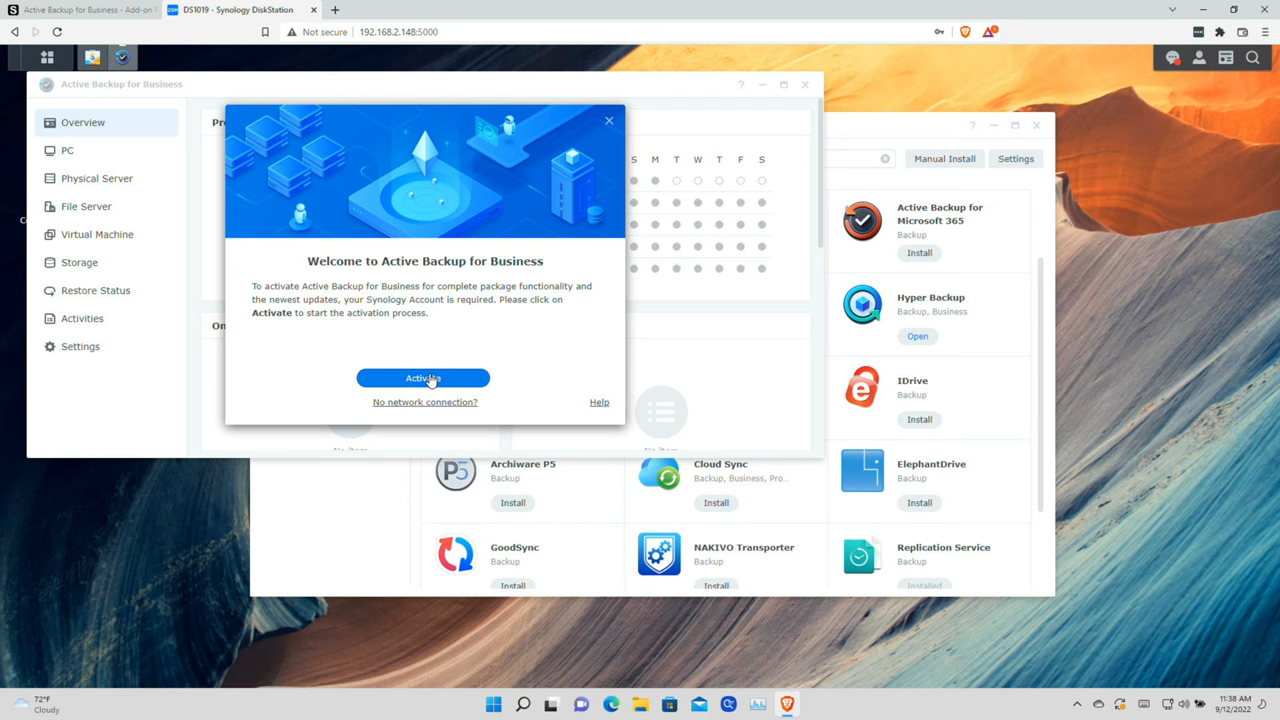 Active Backup for Business - Add-on P
DS1019 - Synology DiskStation
Not secure
192.168.2.148:5000
Active Backup for Business
Overview
PC
Physical Server
File Server
Virtual Machine
Storage
Restore Status
Activities
Settings
S M T W T F S
Welcome to Active Backup for Business
To activate Active Backup for Business for complete package functionality and
the newest updates, your Synology Account is required. Please click on
Activate to start the activation process.
Activate
No network connection?
Help
No item
No item
Manual Install
Settings
Active Backup for
Microsoft 365
Backup
Install
Hyper Backup
Backup, Business
Open
IDrive
Backup
Install
Archiware P5
Backup
Install
Cloud Sync
Backup, Business, Pro...
Install
ElephantDrive
Backup
Install
GoodSync
Backup
Install
NAKIVO Transporter
Backup
Install
Replication Service
Backup
Installed
72°F
Cloudy
11:38 AM
9/12/2022